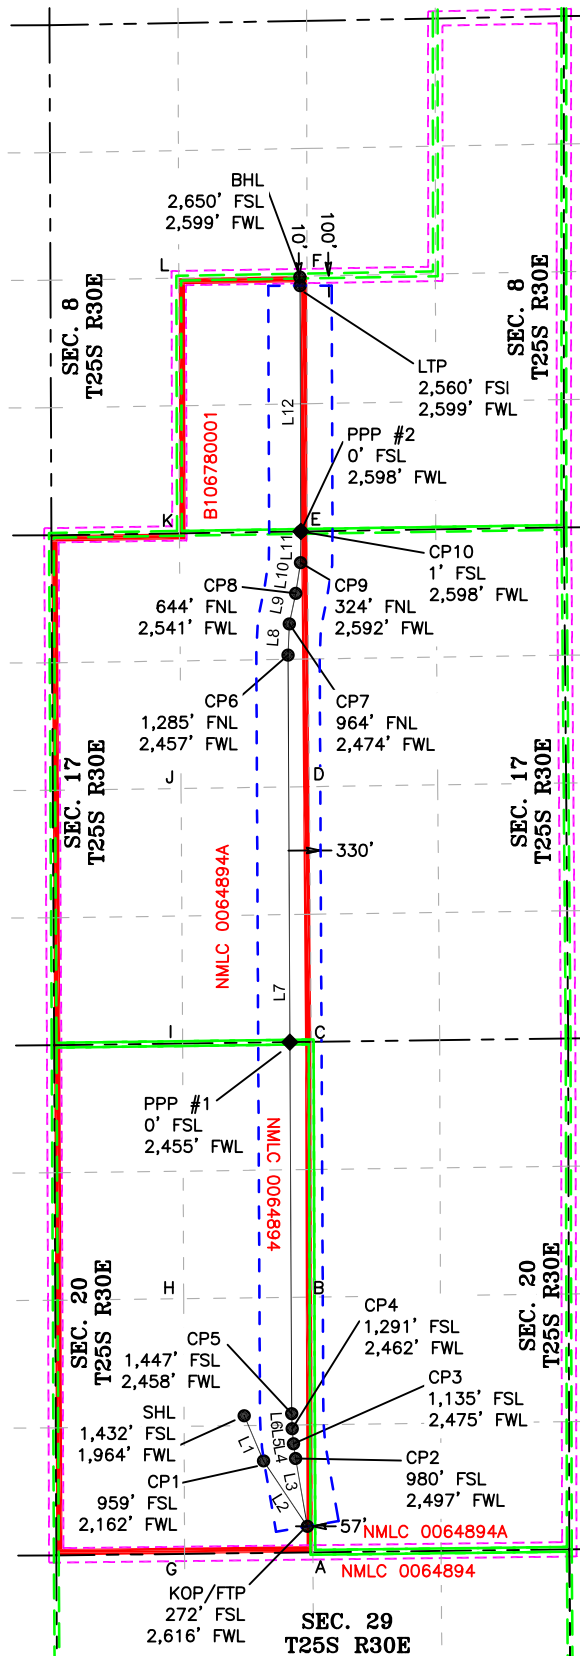 BHL
2,650' FSL
2,599' FWL
10'
100'
F
L
SEC. 8
T25S R30E
SEC. 8
T25S R30E
LTP
2,560' FSl
2,599' FWL
L12
B106780001
PPP #2
0' FSL
2,598' FWL
K
E
CP10
1' FSL
2,598' FWL
L11
L10
CP8
644' FNL
2,541' FWL
CP9
324' FNL
2,592' FWL
L9
L8
CP6
1,285' FNL
2,457' FWL
CP7
964' FNL
2,474' FWL
SEC. 17
T25S R30E
J
D
SEC. 17
T25S R30E
330'
NMLC 0064894A
L7
I
C
PPP #1
0' FSL
2,455' FWL
NMLC 0064894
SEC. 20
T25S R30E
H
B
SEC. 20
T25S R30E
CP4
1,291' FSL
2,462' FWL
CP5
1,447' FSL
2,458' FWL
CP3
1,135' FSL
2,475' FWL
SHL
1,432' FSL
1,964' FWL
L6
L5
L4
L1
CP2
980' FSL
2,497' FWL
CP1
959' FSL
2,162' FWL
L3
L2
57'
NMLC 0064894A
G
A
NMLC 0064894
KOP/FTP
272' FSL
2,616' FWL
SEC. 29
T25S R30E